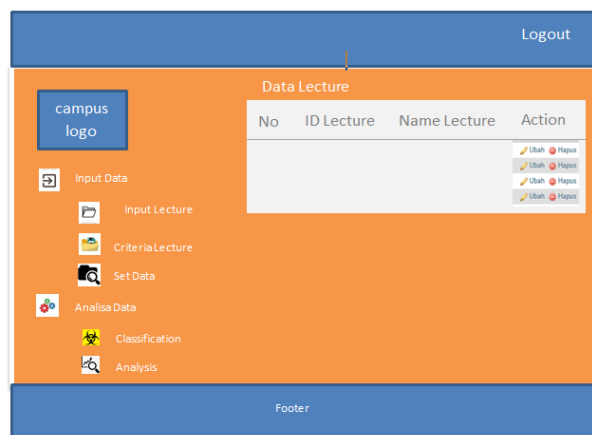 Logout
campus
logo
Input Data
Input Lecture
Criteria Lecture
Set Data
Analisa Data
Classification
Analysis
Data Lecture
No ID Lecture Name Lecture Action
Ubah Hapus
Ubah Hapus
Ubah Hapus
Ubah Hapus
Footer